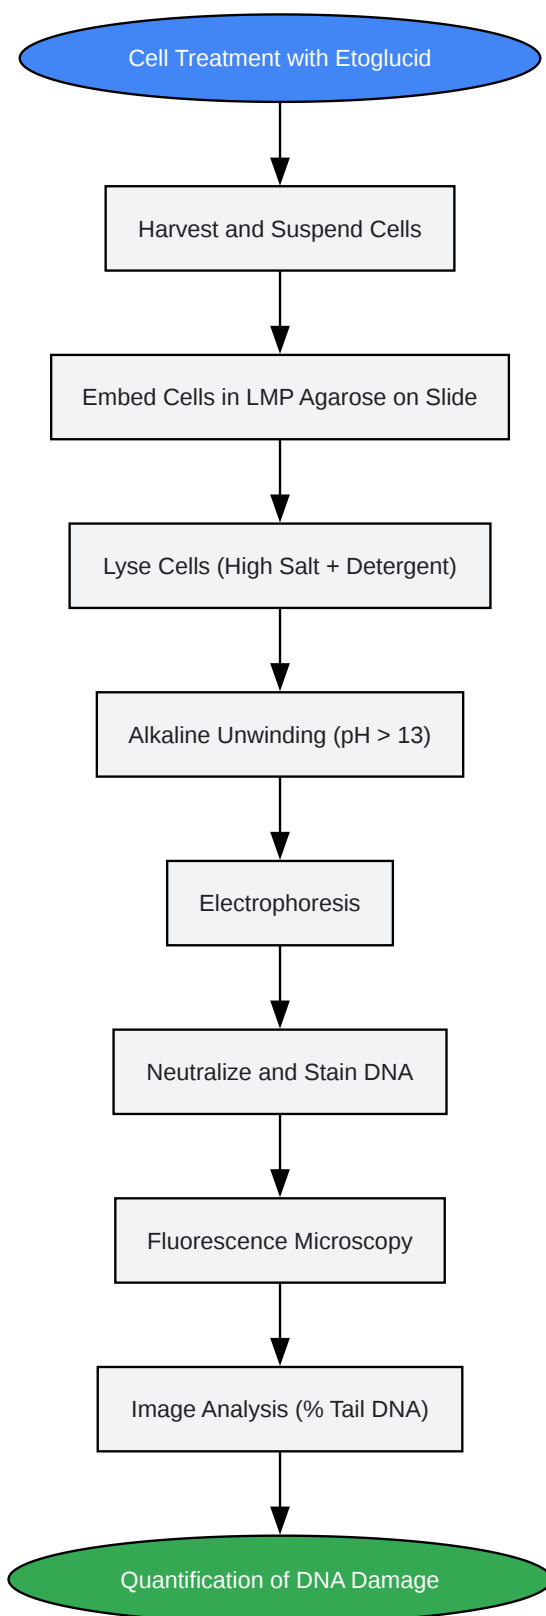 Cell Treatment with Etoglucid
Harvest and Suspend Cells
Embed Cells in LMP Agarose on Slide
Lyse Cells (High Salt + Detergent)
Alkaline Unwinding (pH > 13)
Electrophoresis
Neutralize and Stain DNA
Fluorescence Microscopy
Image Analysis (% Tail DNA)
Quantification of DNA Damage